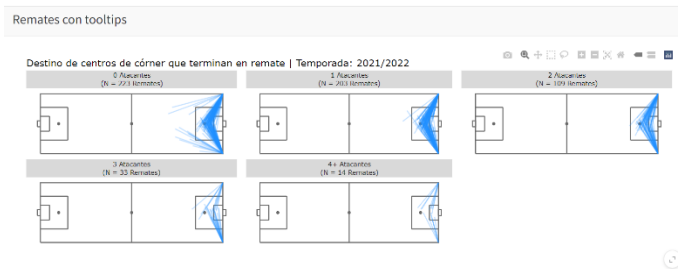 Remates con tooltips
Destino de centros de córner que terminan en remate | Temporada: 2021/2022
0 Atacantes
(N = 223 Remates)
1 Atacantes
(N = 203 Remates)
2 Atacantes
(N = 109 Remates)
3 Atacantes
(N = 33 Remates)
4+ Atacantes
(N = 14 Remates)